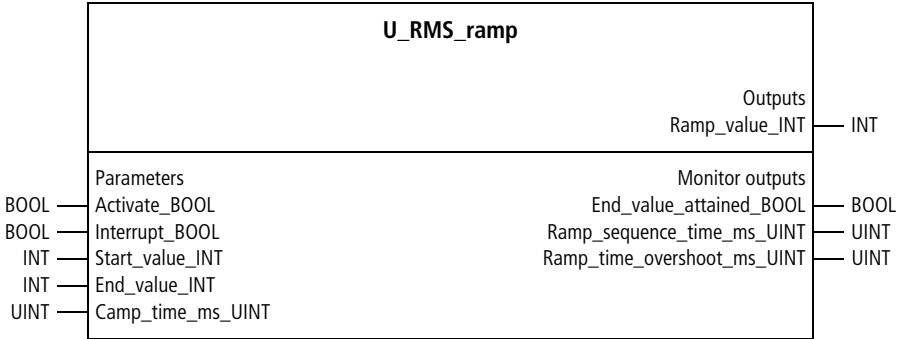 U_RMS_ramp
Outputs
Ramp_value_INT INT
Parameters Monitor outputs
BOOL Activate_BOOL End_value_attained_BOOL BOOL
BOOL Interrupt_BOOL Ramp_sequence_time_ms_UINT UINT
INT Start_value_INT Ramp_time_overshoot_ms_UINT UINT
INT End_value_INT
UINT Camp_time_ms_UINT